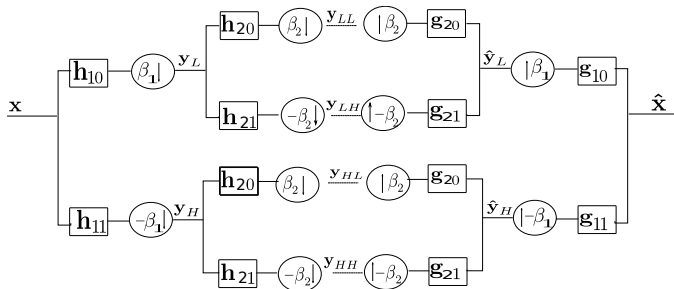 h20 β2| yLL |β2 g20
h10 β1| yL ŷL |β1 g10
h21 -β2↓ yLH ↑-β2 g21
x x̂
h20 β2| yHL |β2 g20
h11 -β1| yH ŷH |-β1 g11
h21 -β2| yHH |-β2 g21